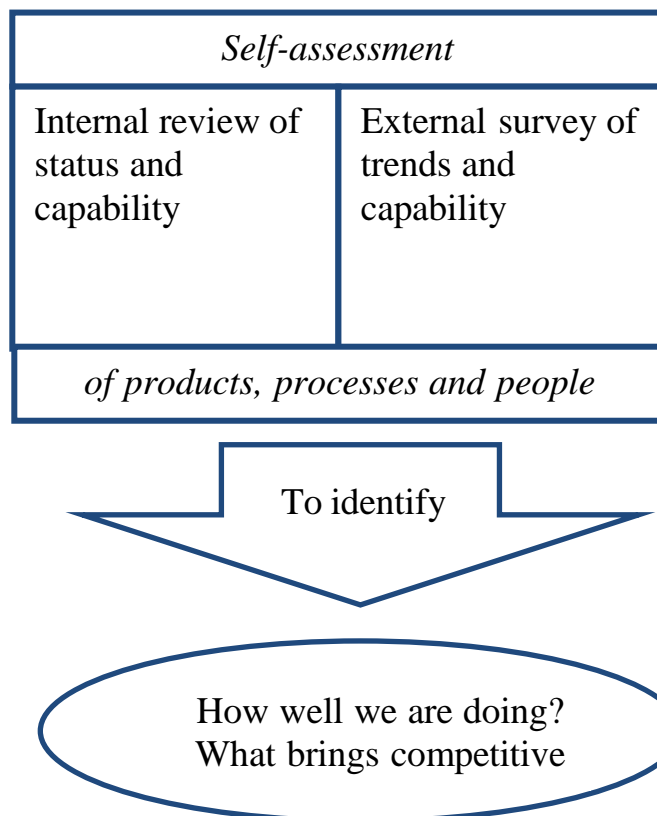 Self-assessment
Internal review of
status and
capability
External survey of
trends and
capability
of products, processes and people
To identify
How well we are doing?
What brings competitive